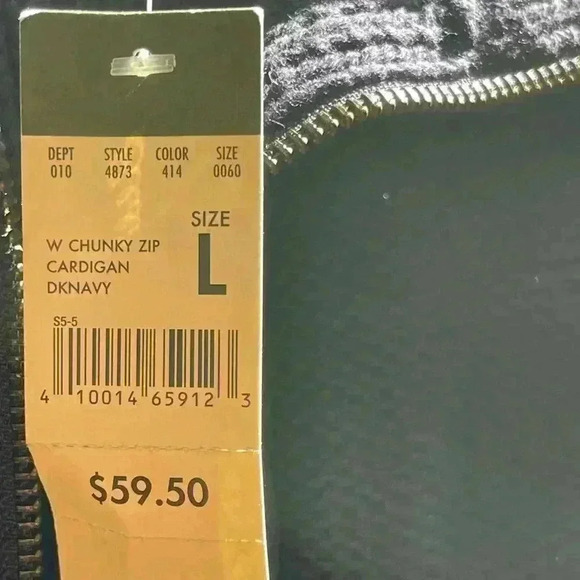 DEPT STYLE COLOR SIZE
010 4873 414 0060
SIZE
L
W CHUNKY ZIP
CARDIGAN
DKNAVY
S5-5
4 10014 65912 3
$59.50